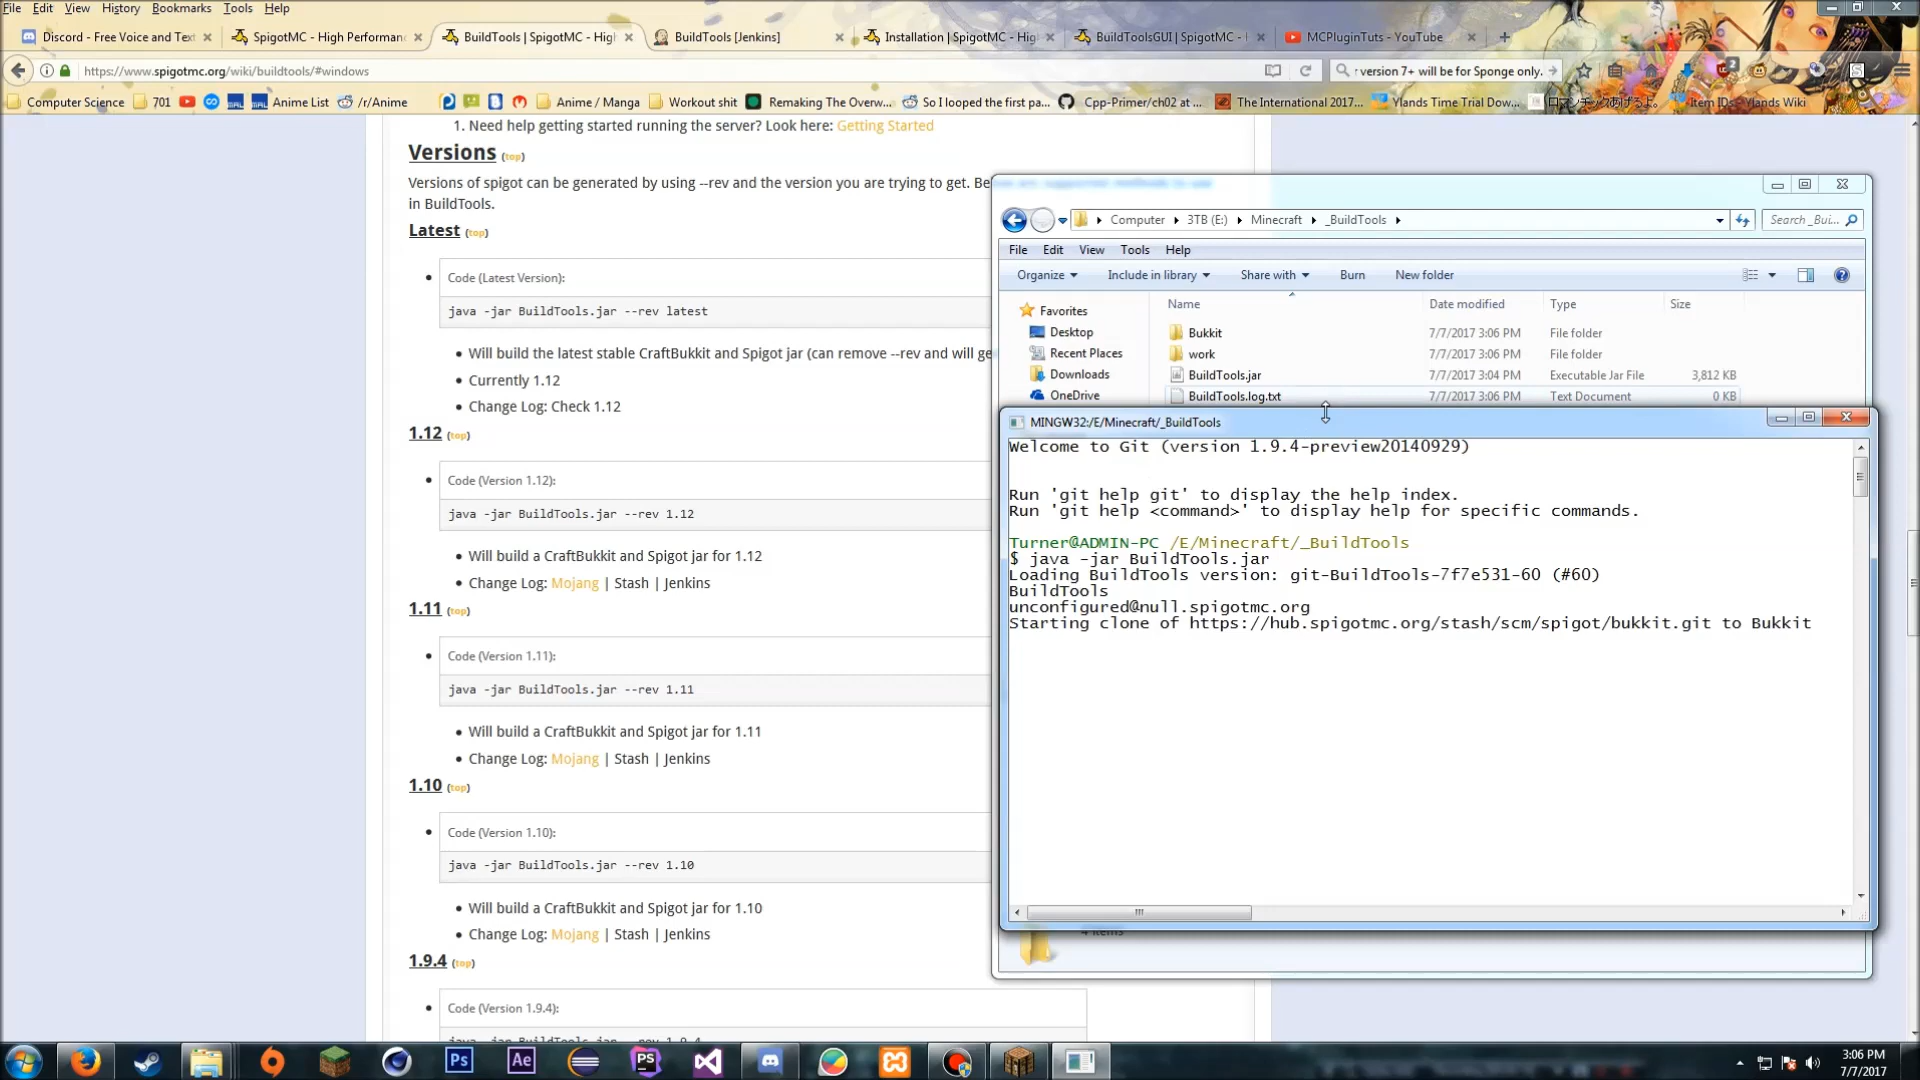 File Edit View History Bookmarks Tools Help
Discord - Free Voice and Text
SpigotMC - High Performan
BuildTools | SpigotMC - High
BuildTools [Jenkins]
Installation | SpigotMC - Hig
BuildToolsGUI | SpigotMC -
MCPluginTuts - YouTube
https://www.spigotmc.org/wiki/buildtools/#windows
version 7+ will be for Sponge only.
Computer Science
701
Anime List
/r/Anime
Anime / Manga
Workout shit
Remaking The Overw...
So I looped the first pa...
Cpp-Primer/ch02 at ...
The International 2017...
Ylands Time Trial Dow...
Item IDs - Ylands Wiki
1. Need help getting started running the server? Look here: Getting Started
Versions (top)
Versions of spigot can be generated by using --rev and the version you are trying to get. Be
in BuildTools.
Latest (top)
Code (Latest Version):
java -jar BuildTools.jar --rev latest
Will build the latest stable CraftBukkit and Spigot jar (can remove --rev and will ge
Currently 1.12
Change Log: Check 1.12
1.12 (top)
Code (Version 1.12):
java -jar BuildTools.jar --rev 1.12
Will build a CraftBukkit and Spigot jar for 1.12
Change Log: Mojang | Stash | Jenkins
1.11 (top)
Code (Version 1.11):
java -jar BuildTools.jar --rev 1.11
Will build a CraftBukkit and Spigot jar for 1.11
Change Log: Mojang | Stash | Jenkins
1.10 (top)
Code (Version 1.10):
java -jar BuildTools.jar --rev 1.10
Will build a CraftBukkit and Spigot jar for 1.10
Change Log: Mojang | Stash | Jenkins
1.9.4 (top)
Code (Version 1.9.4):
java -jar BuildTools.jar --rev 1.9.4
Computer 3TB (E:) Minecraft _BuildTools
Search _Bui...
File Edit View Tools Help
Organize Include in library Share with Burn New folder
Name Date modified Type Size
Favorites
Desktop
Recent Places
Downloads
OneDrive
Bukkit 7/7/2017 3:06 PM File folder
work 7/7/2017 3:06 PM File folder
BuildTools.jar 7/7/2017 3:04 PM Executable Jar File 3,812 KB
BuildTools.log.txt 7/7/2017 3:06 PM Text Document 0 KB
MINGW32:/E/Minecraft/_BuildTools
Welcome to Git (version 1.9.4-preview20140929)
Run 'git help git' to display the help index.
Run 'git help <command>' to display help for specific commands.
Turner@ADMIN-PC /E/Minecraft/_BuildTools
$ java -jar BuildTools.jar
Loading BuildTools version: git-BuildTools-7f7e531-60 (#60)
BuildTools
unconfigured@null.spigotmc.org
Starting clone of https://hub.spigotmc.org/stash/scm/spigot/bukkit.git to Bukkit
4 items
Ps
Ae
PS
3:06 PM
7/7/2017